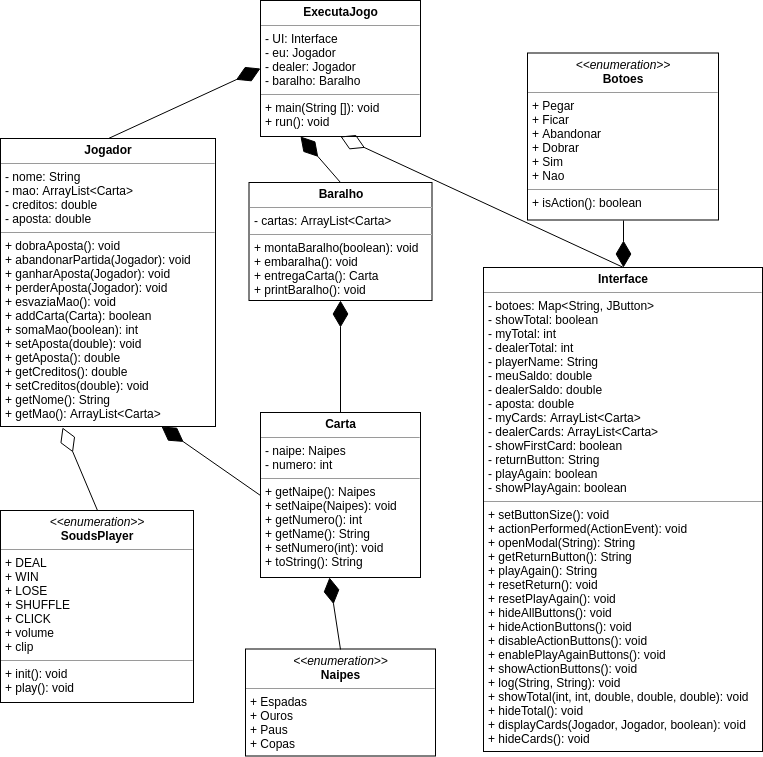 ExecutaJogo
- UI: Interface
- eu: Jogador
- dealer: Jogador
- baralho: Baralho
+ main(String []): void
+ run(): void
<<enumeration>>
Botoes
+ Pegar
+ Ficar
+ Abandonar
+ Dobrar
+ Sim
+ Nao
+ isAction(): boolean
Jogador
- nome: String
- mao: ArrayList<Carta>
- creditos: double
- aposta: double
+ dobraAposta(): void
+ abandonarPartida(Jogador): void
+ ganharAposta(Jogador): void
+ perderAposta(Jogador): void
+ esvaziaMao(): void
+ addCarta(Carta): boolean
+ somaMao(boolean): int
+ setAposta(double): void
+ getAposta(): double
+ getCreditos(): double
+ setCreditos(double): void
+ getNome(): String
+ getMao(): ArrayList<Carta>
Baralho
- cartas: ArrayList<Carta>
+ montaBaralho(boolean): void
+ embaralha(): void
+ entregaCarta(): Carta
+ printBaralho(): void
Interface
- botoes: Map<String, JButton>
- showTotal: boolean
- myTotal: int
- dealerTotal: int
- playerName: String
- meuSaldo: double
- dealerSaldo: double
- aposta: double
- myCards: ArrayList<Carta>
- dealerCards: ArrayList<Carta>
- showFirstCard: boolean
- returnButton: String
- playAgain: boolean
- showPlayAgain: boolean
+ setButtonSize(): void
+ actionPerformed(ActionEvent): void
+ openModal(String): String
+ getReturnButton(): String
+ playAgain(): String
+ resetReturn(): void
+ resetPlayAgain(): void
+ hideAllButtons(): void
+ hideActionButtons(): void
+ disableActionButtons(): void
+ enablePlayAgainButtons(): void
+ showActionButtons(): void
+ log(String, String): void
+ showTotal(int, int, double, double, double): void
+ hideTotal(): void
+ displayCards(Jogador, Jogador, boolean): void
+ hideCards(): void
Carta
- naipe: Naipes
- numero: int
+ getNaipe(): Naipes
+ setNaipe(Naipes): void
+ getNumero(): int
+ getName(): String
+ setNumero(int): void
+ toString(): String
<<enumeration>>
SoudsPlayer
+ DEAL
+ WIN
+ LOSE
+ SHUFFLE
+ CLICK
+ volume
+ clip
+ init(): void
+ play(): void
<<enumeration>>
Naipes
+ Espadas
+ Ouros
+ Paus
+ Copas